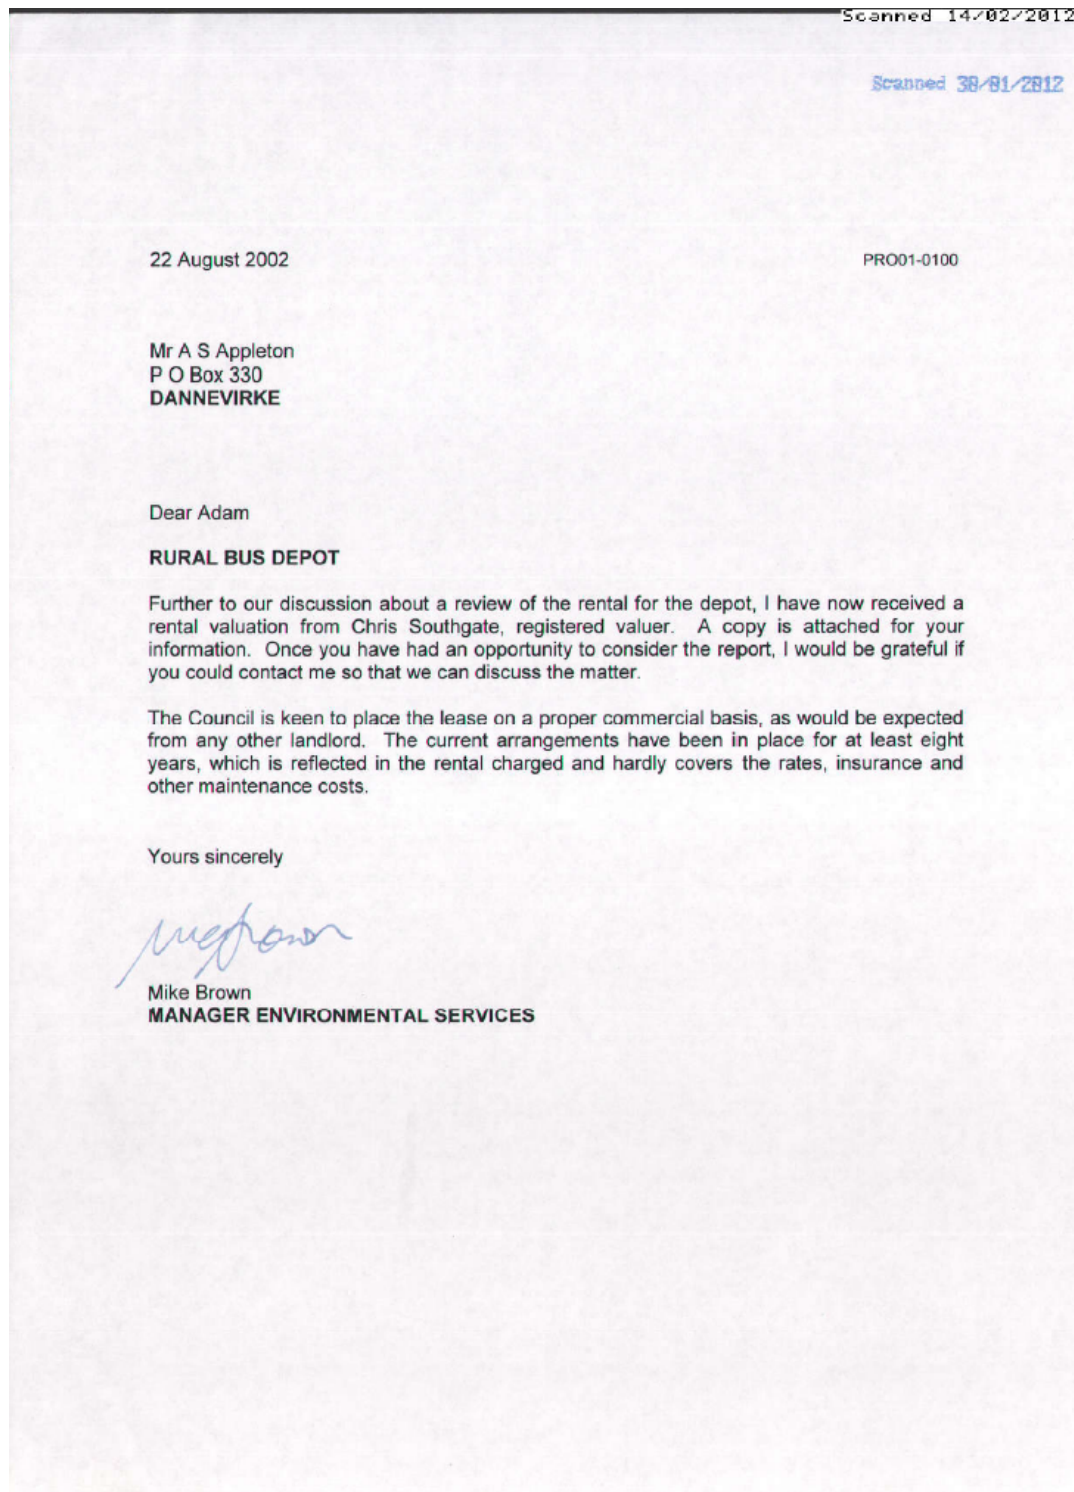 Scanned 14/02/2012
Scanned 30/01/2012
22 August 2002 PRO01-0100
Mr A S Appleton
P O Box 330
DANNEVIRKE
Dear Adam
RURAL BUS DEPOT
Further to our discussion about a review of the rental for the depot, I have now received a
rental valuation from Chris Southgate, registered valuer. A copy is attached for your
information. Once you have had an opportunity to consider the report, I would be grateful if
you could contact me so that we can discuss the matter.
The Council is keen to place the lease on a proper commercial basis, as would be expected
from any other landlord. The current arrangements have been in place for at least eight
years, which is reflected in the rental charged and hardly covers the rates, insurance and
other maintenance costs.
Yours sincerely
Mike Brown
MANAGER ENVIRONMENTAL SERVICES